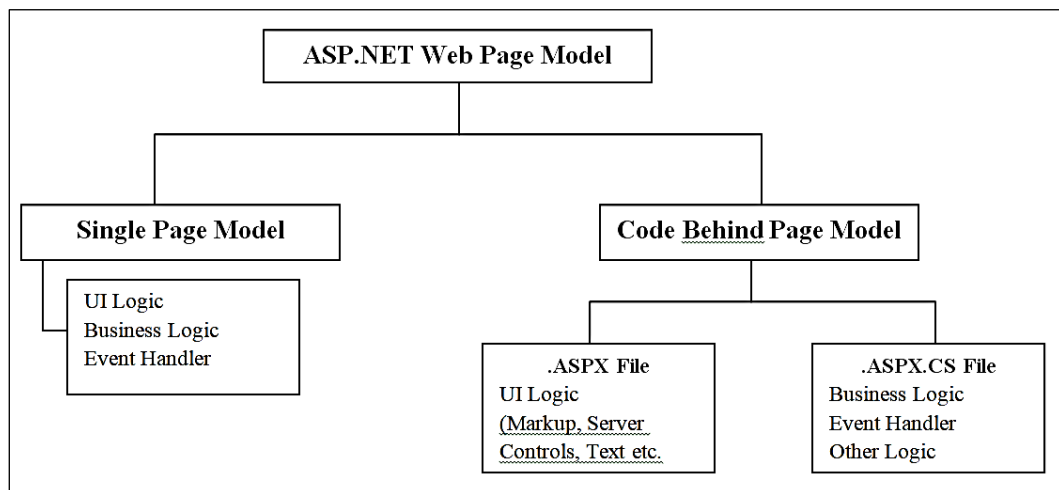 ASP.NET Web Page Model
Single Page Model
UI Logic
Business Logic
Event Handler
Code Behind Page Model
.ASPX File
UI Logic
(Markup, Server
Controls, Text etc.
.ASPX.CS File
Business Logic
Event Handler
Other Logic